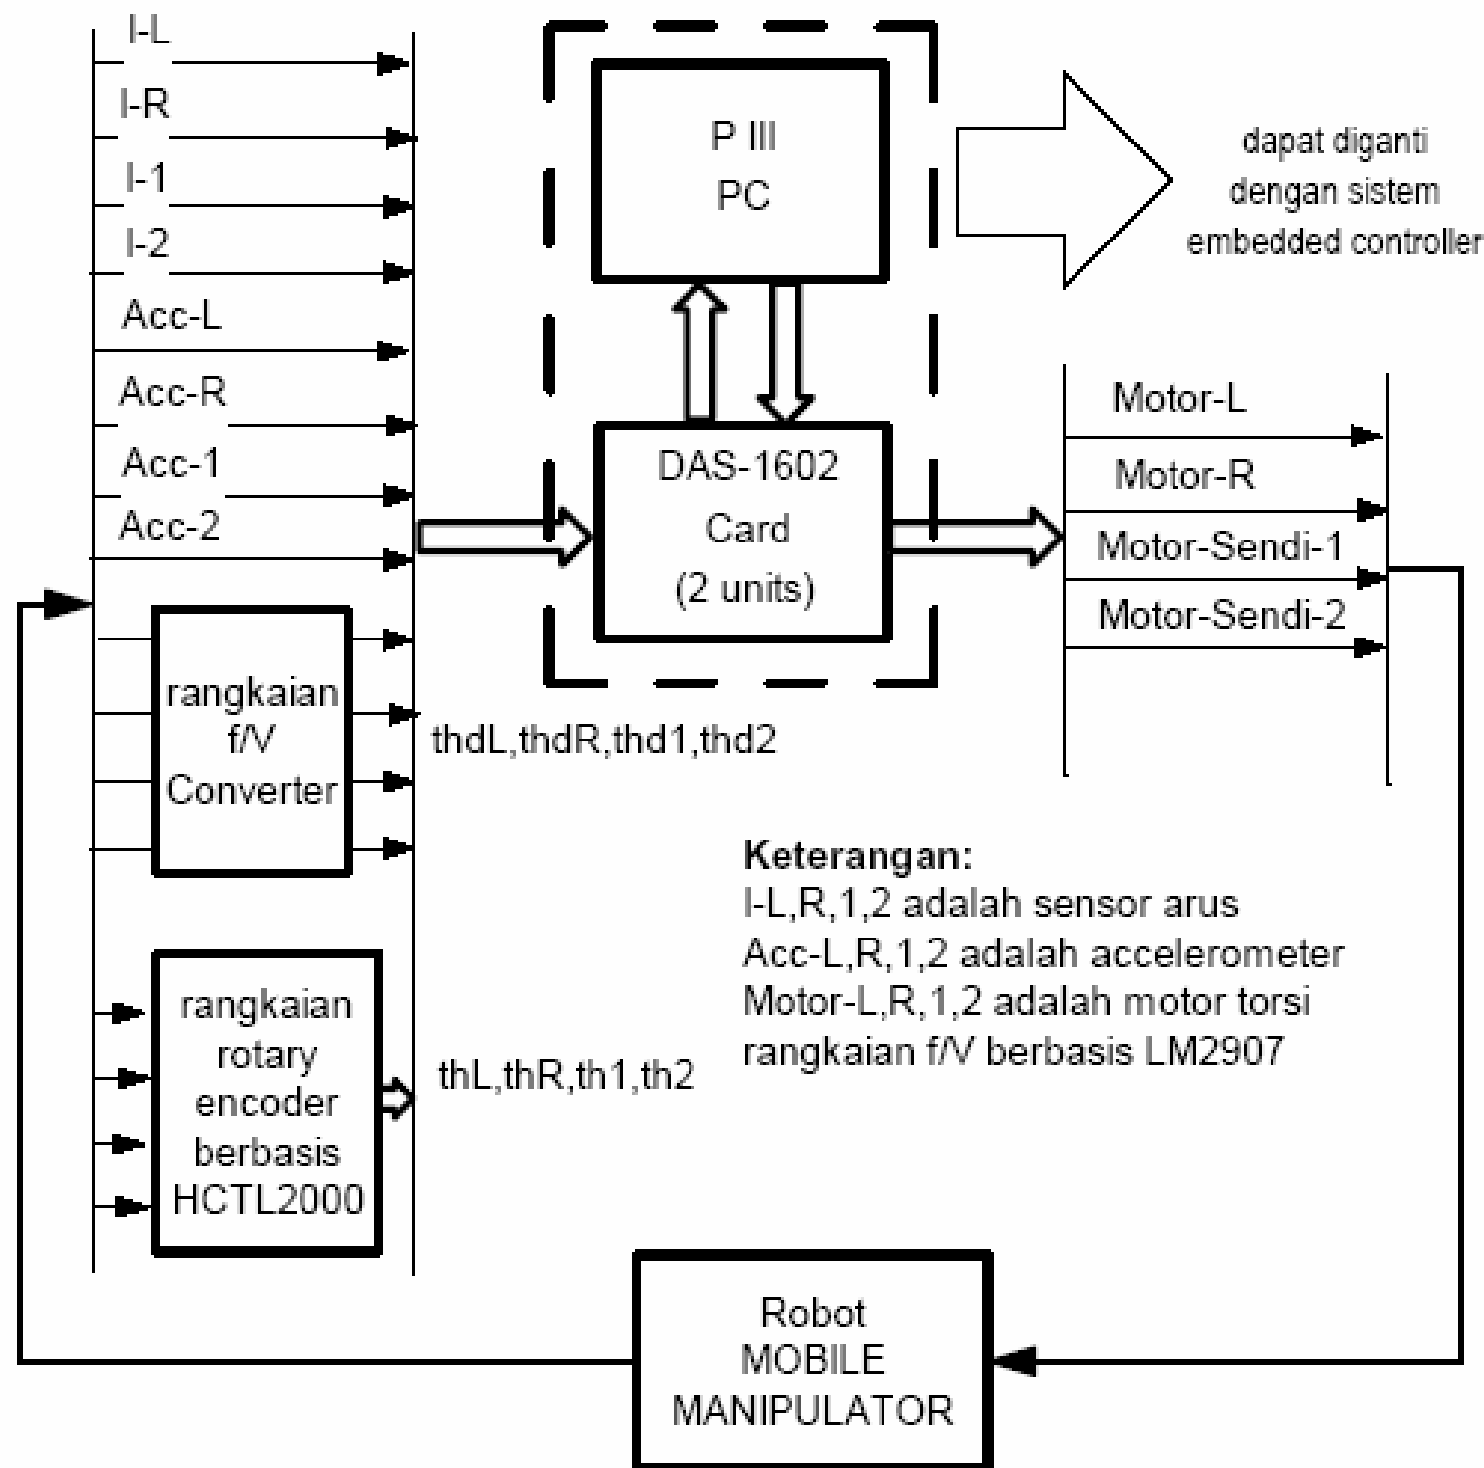 I-L
I-R
I-1
I-2
Acc-L
Acc-R
Acc-1
Acc-2
rangkaian
f/V
Converter
thdL,thdR,thd1,thd2
rangkaian
rotary
encoder
berbasis
HCTL2000
thL,thR,th1,th2
P III
PC
DAS-1602
Card
(2 units)
dapat diganti
dengan sistem
embedded controller
Motor-L
Motor-R
Motor-Sendi-1
Motor-Sendi-2
Keterangan:
I-L,R,1,2 adalah sensor arus
Acc-L,R,1,2 adalah accelerometer
Motor-L,R,1,2 adalah motor torsi
rangkaian f/V berbasis LM2907
Robot
MOBILE
MANIPULATOR